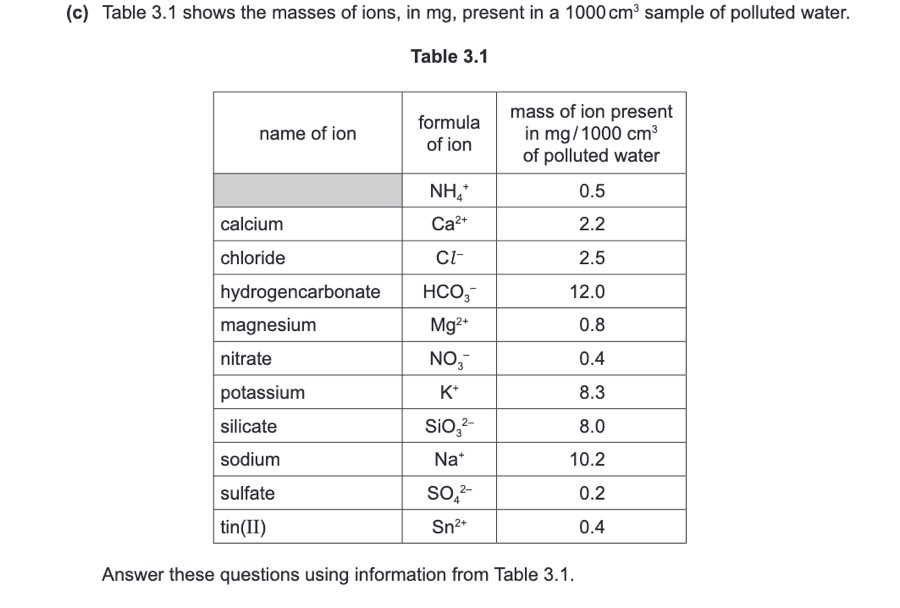 (c) Table 3.1 shows the masses of ions, in mg, present in a 1000 cm³ sample of polluted water.
Table 3.1
name of ion | formula of ion | mass of ion present in mg/1000 cm³ of polluted water
NH₄⁺ | 0.5
calcium | Ca²⁺ | 2.2
chloride | Cl⁻ | 2.5
hydrogencarbonate | HCO₃⁻ | 12.0
magnesium | Mg²⁺ | 0.8
nitrate | NO₃⁻ | 0.4
potassium | K⁺ | 8.3
silicate | SiO₃²⁻ | 8.0
sodium | Na⁺ | 10.2
sulfate | SO₄²⁻ | 0.2
tin(II) | Sn²⁺ | 0.4
Answer these questions using information from Table 3.1.